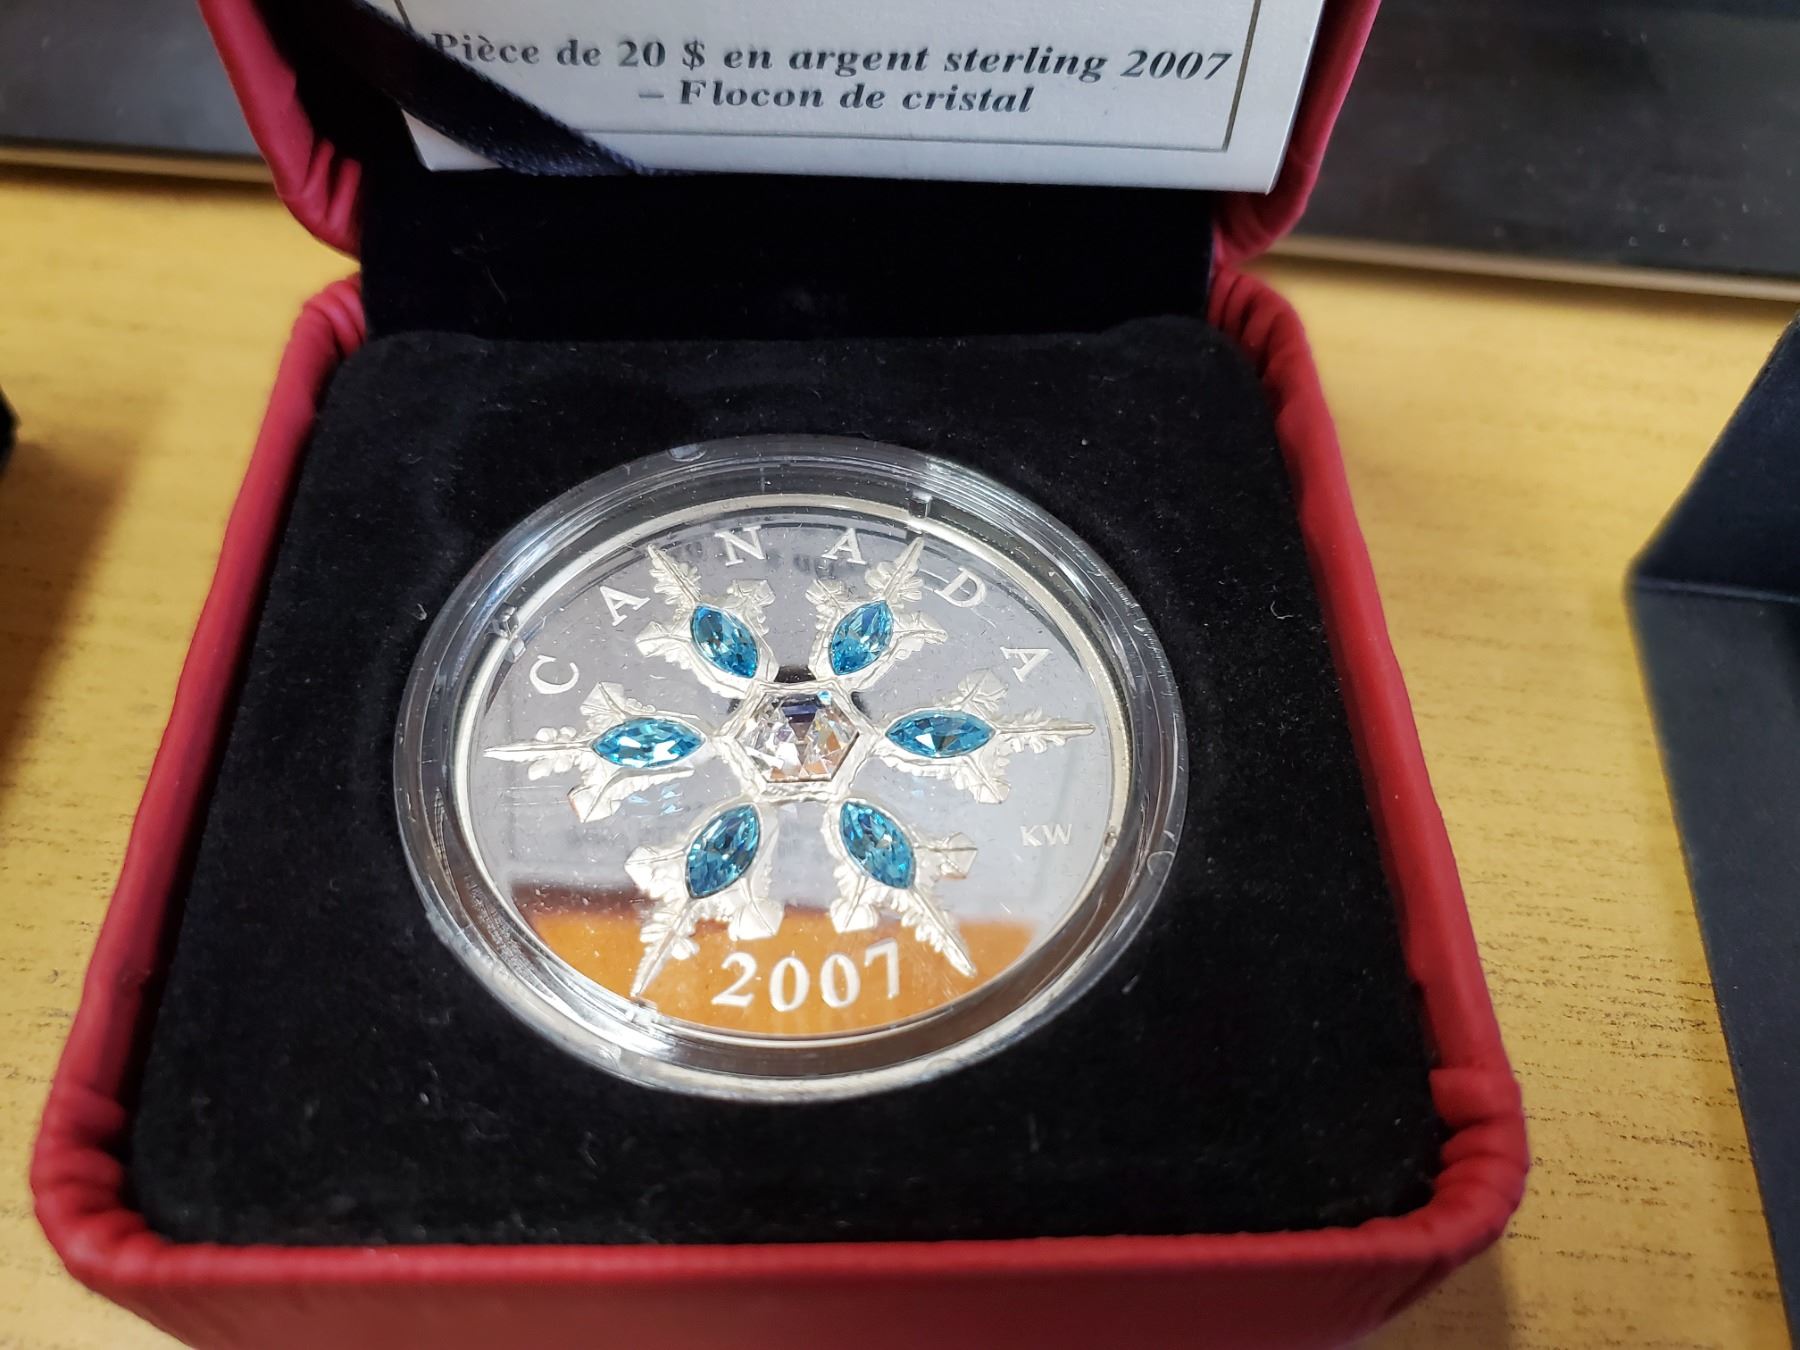 Pièce de 20 $ en argent sterling 2007
– Flocon de cristal
CANADA
KW
2007